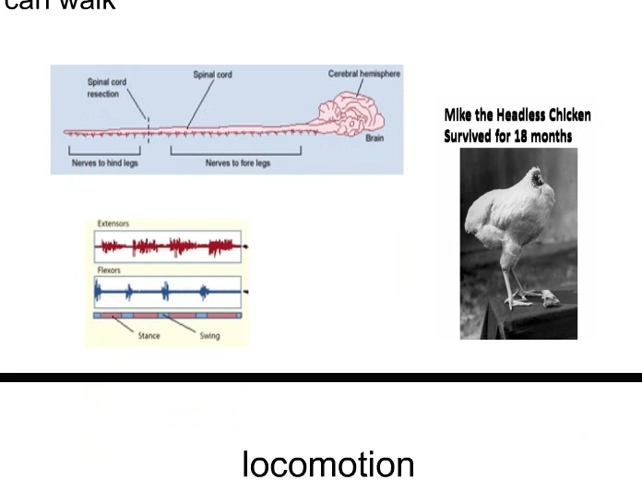 can walk
Spinal cord
resection
Spinal cord
Cerebral hemisphere
Brain
Nerves to hind legs
Nerves to fore legs
Mike the Headless Chicken
Survived for 18 months
Extensors
Flexors
Stance
Swing
locomotion